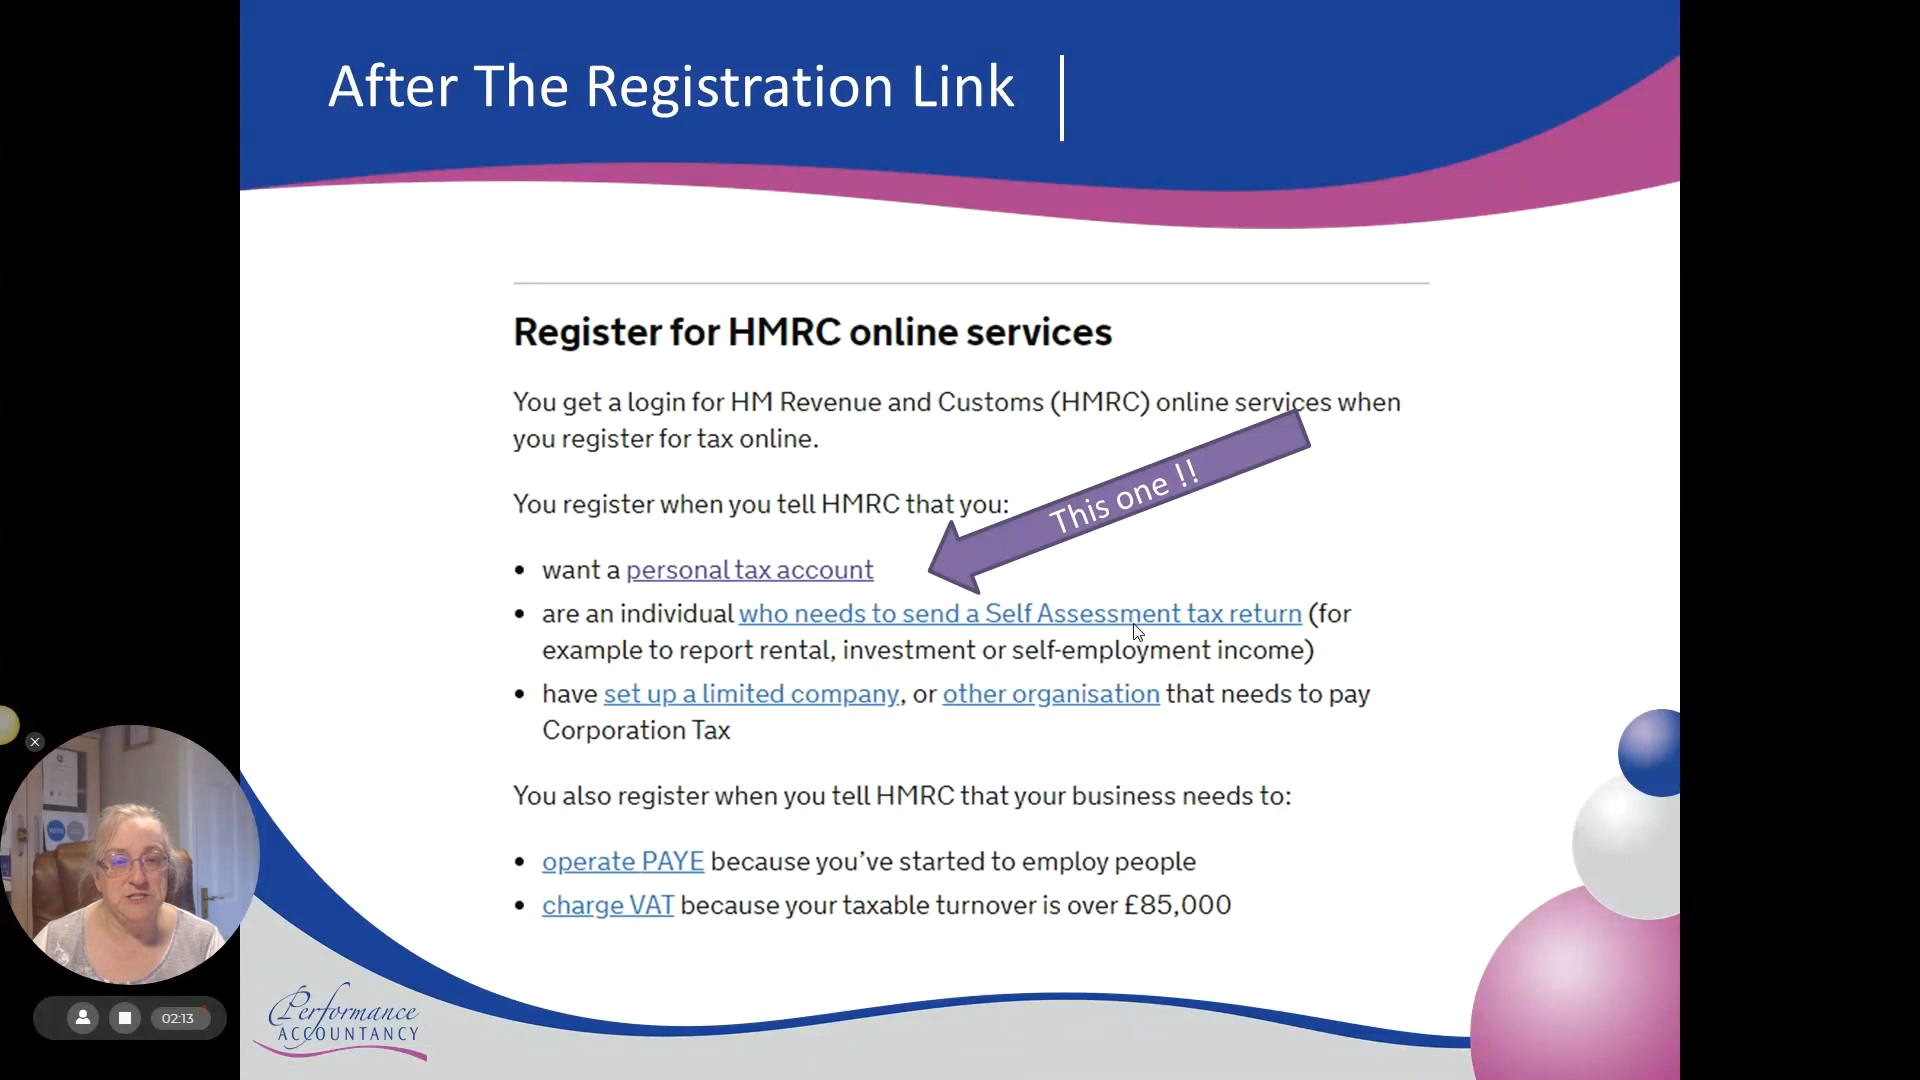 After The Registration Link
Register for HMRC online services
You get a login for HM Revenue and Customs (HMRC) online services when
you register for tax online.
You register when you tell HMRC that you:
This one !!
• want a personal tax account
• are an individual who needs to send a Self Assessment tax return (for
example to report rental, investment or self-employment income)
• have set up a limited company, or other organisation that needs to pay
Corporation Tax
You also register when you tell HMRC that your business needs to:
• operate PAYE because you’ve started to employ people
• charge VAT because your taxable turnover is over £85,000
02:13
Performance
ACCOUNTANCY